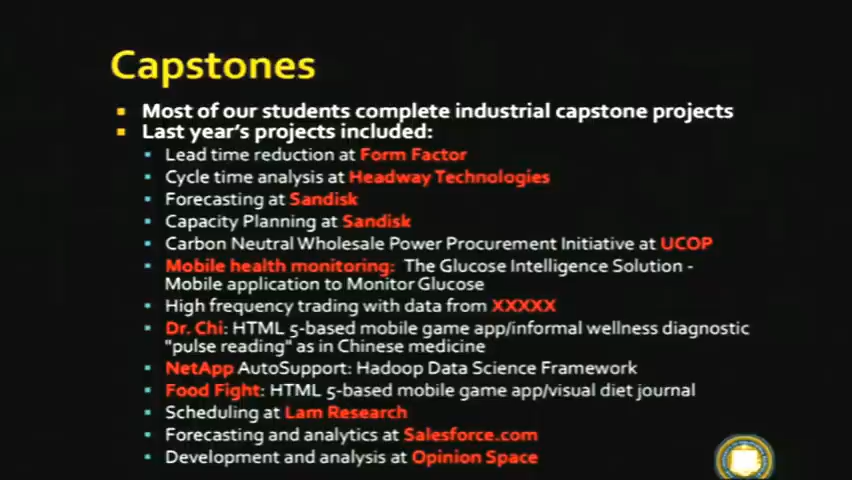 Capstones
Most of our students complete industrial capstone projects
Last year's projects included:
Lead time reduction at Form Factor
Cycle time analysis at Headway Technologies
Forecasting at Sandisk
Capacity Planning at Sandisk
Carbon Neutral Wholesale Power Procurement Initiative at UCOP
Mobile health monitoring: The Glucose Intelligence Solution -
Mobile application to Monitor Glucose
High frequency trading with data from XXXXX
Dr. Chi: HTML 5-based mobile game app/informal wellness diagnostic
"pulse reading" as in Chinese medicine
NetApp AutoSupport: Hadoop Data Science Framework
Food Fight: HTML 5-based mobile game app/visual diet journal
Scheduling at Lam Research
Forecasting and analytics at Salesforce.com
Development and analysis at Opinion Space